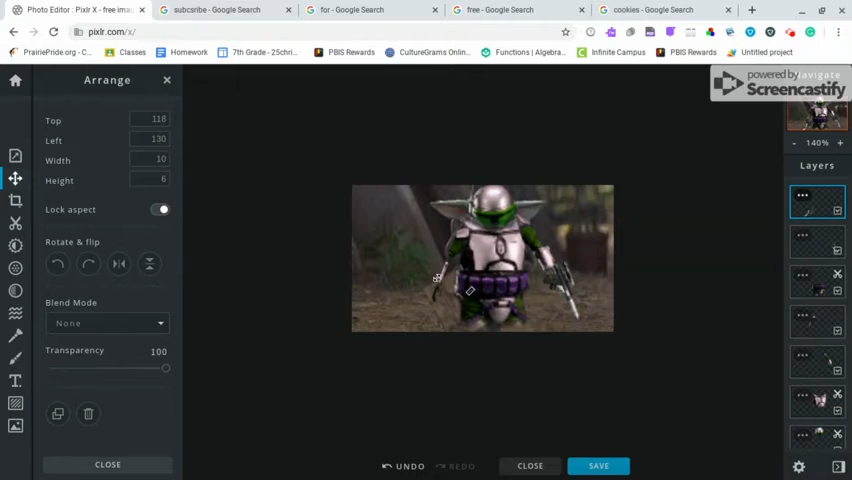 Photo Editor : Pixlr X - free imag
subcsribe - Google Search
for - Google Search
free - Google Search
cookies - Google Search
pixlr.com/x/
PrairiePride.org - C...
Classes
Homework
7th Grade - 25chri...
PBIS Rewards
CultureGrams Onlin...
Functions | Algebra...
Infinite Campus
PBIS Rewards
Untitled project
Arrange
powered by
Screencastify
Navigate
Top 118
Left 130
Width 10
Height 6
Lock aspect
Rotate & flip
Blend Mode
None
Transparency 100
- 140% +
Layers
CLOSE
UNDO
REDO
CLOSE
SAVE